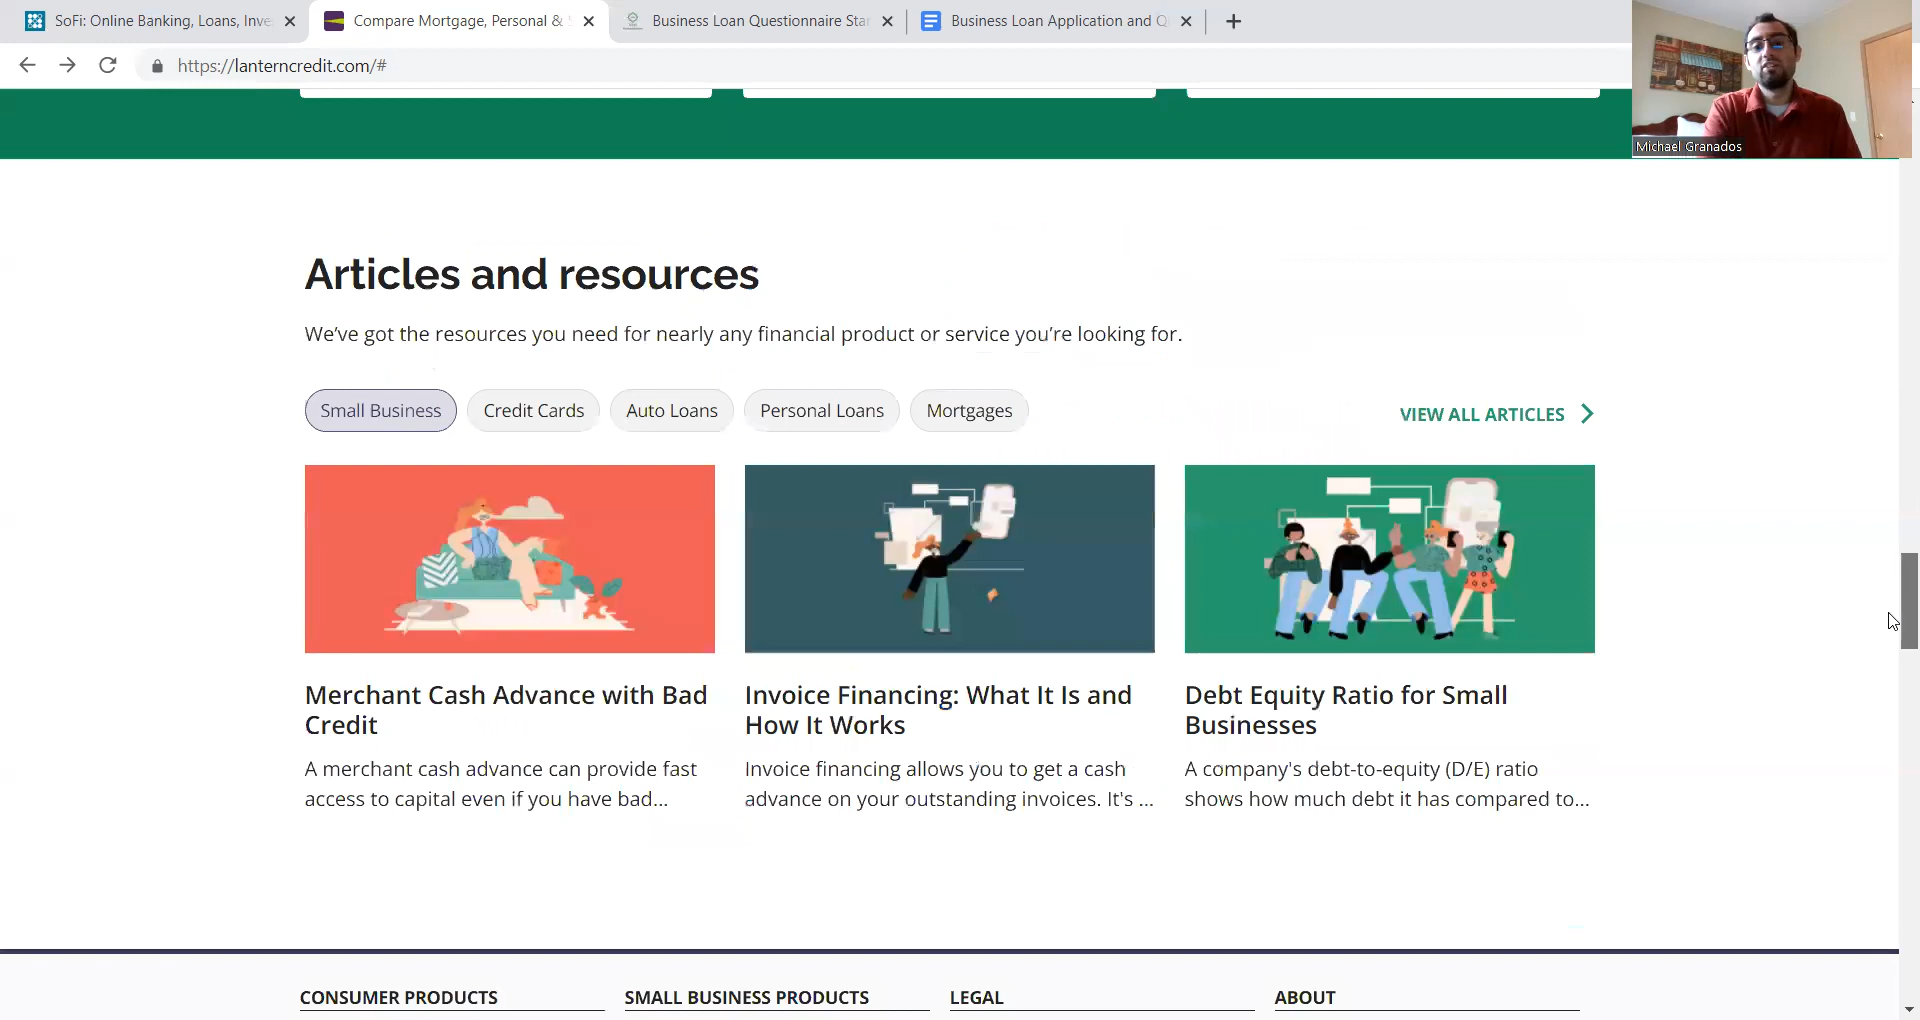 SoFi: Online Banking, Loans, Inve
Compare Mortgage, Personal &
Business Loan Questionnaire Sta
Business Loan Application and Q
https://lanterncredit.com/#
Michael Granados
Articles and resources
We've got the resources you need for nearly any financial product or service you're looking for.
Small Business
Credit Cards
Auto Loans
Personal Loans
Mortgages
VIEW ALL ARTICLES
Merchant Cash Advance with Bad
Credit
A merchant cash advance can provide fast
access to capital even if you have bad...
Invoice Financing: What It Is and
How It Works
Invoice financing allows you to get a cash
advance on your outstanding invoices. It's ...
Debt Equity Ratio for Small
Businesses
A company's debt-to-equity (D/E) ratio
shows how much debt it has compared to...
CONSUMER PRODUCTS
SMALL BUSINESS PRODUCTS
LEGAL
ABOUT